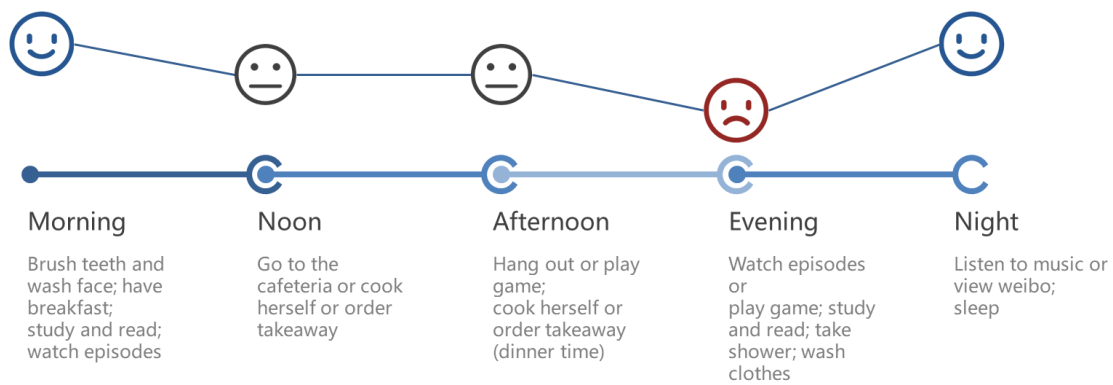 Morning
Brush teeth and
wash face; have
breakfast;
study and read;
watch episodes
Noon
Go to the
cafeteria or cook
herself or order
takeaway
Afternoon
Hang out or play
game;
cook herself or
order takeaway
(dinner time)
Evening
Watch episodes
or
play game; study
and read; take
shower; wash
clothes
Night
Listen to music or
view weibo;
sleep